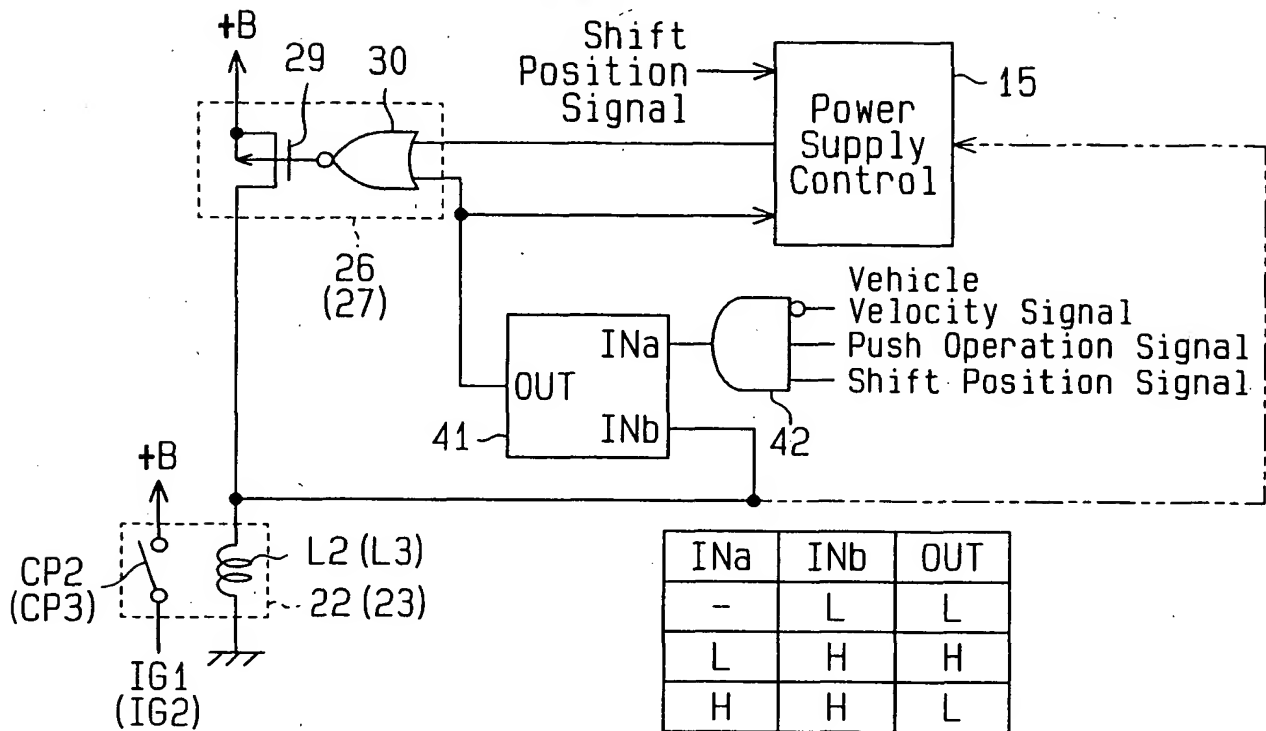 +B
29
30
Shift
Position
Signal
15
Power
Supply
Control
26
(27)
Vehicle
Velocity Signal
Push Operation Signal
Shift Position Signal
INa
OUT
INb
41
42
+B
CP2
(CP3)
L2 (L3)
22 (23)
IG1
(IG2)
INa INb OUT
- L L
L H H
H H L